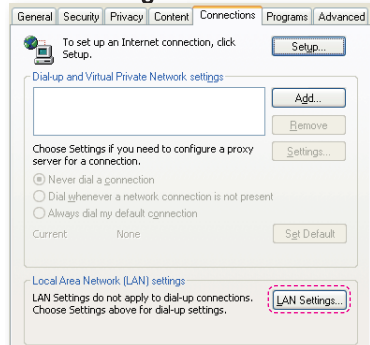 General Security Privacy Content Connections Programs Advanced
To set up an Internet connection, click
Setup.
Setup...
Dial-up and Virtual Private Network settings
Add...
Remove
Choose Settings if you need to configure a proxy
server for a connection.
Settings...
Never dial a connection
Dial whenever a network connection is not present
Always dial my default connection
Current None
Set Default
Local Area Network (LAN) settings
LAN Settings do not apply to dial-up connections.
Choose Settings above for dial-up settings.
LAN Settings...